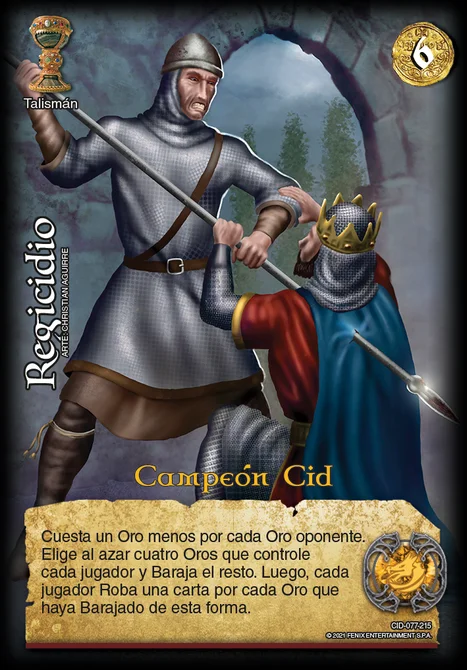 6
Talismán
Regicidio
ARTE: CHRISTIAN AGUIRRE
Campeón Cid
Cuesta un Oro menos por cada Oro oponente.
Elige al azar cuatro Oros que controle
cada jugador y Baraja el resto. Luego, cada
jugador Roba una carta por cada Oro que
haya Barajado de esta forma.
CID-077-215
© 2021 FENIX ENTERTAINMENT S.P.A.